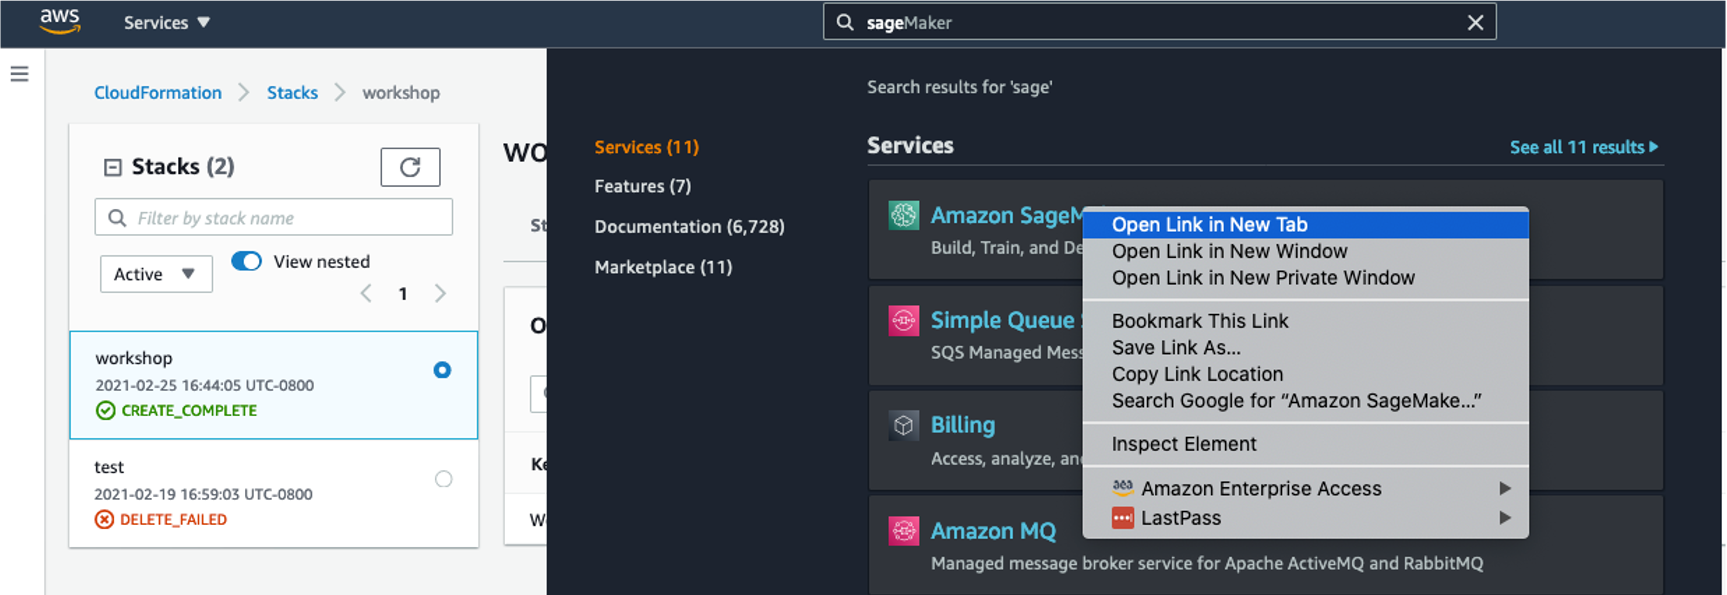 aws
Services
sageMaker
CloudFormation
Stacks
workshop
Search results for 'sage'
Stacks (2)
Filter by stack name
Active
View nested
1
workshop
2021-02-25 16:44:05 UTC-0800
CREATE_COMPLETE
test
2021-02-19 16:59:03 UTC-0800
DELETE_FAILED
Services (11)
Features (7)
Documentation (6,728)
Marketplace (11)
Services
See all 11 results
Amazon SageM
Build, Train, and De
Simple Queue
SQS Managed Mess
Billing
Access, analyze, an
Amazon MQ
Managed message broker service for Apache ActiveMQ and RabbitMQ
Open Link in New Tab
Open Link in New Window
Open Link in New Private Window
Bookmark This Link
Save Link As...
Copy Link Location
Search Google for “Amazon SageMake...”
Inspect Element
aea Amazon Enterprise Access
LastPass